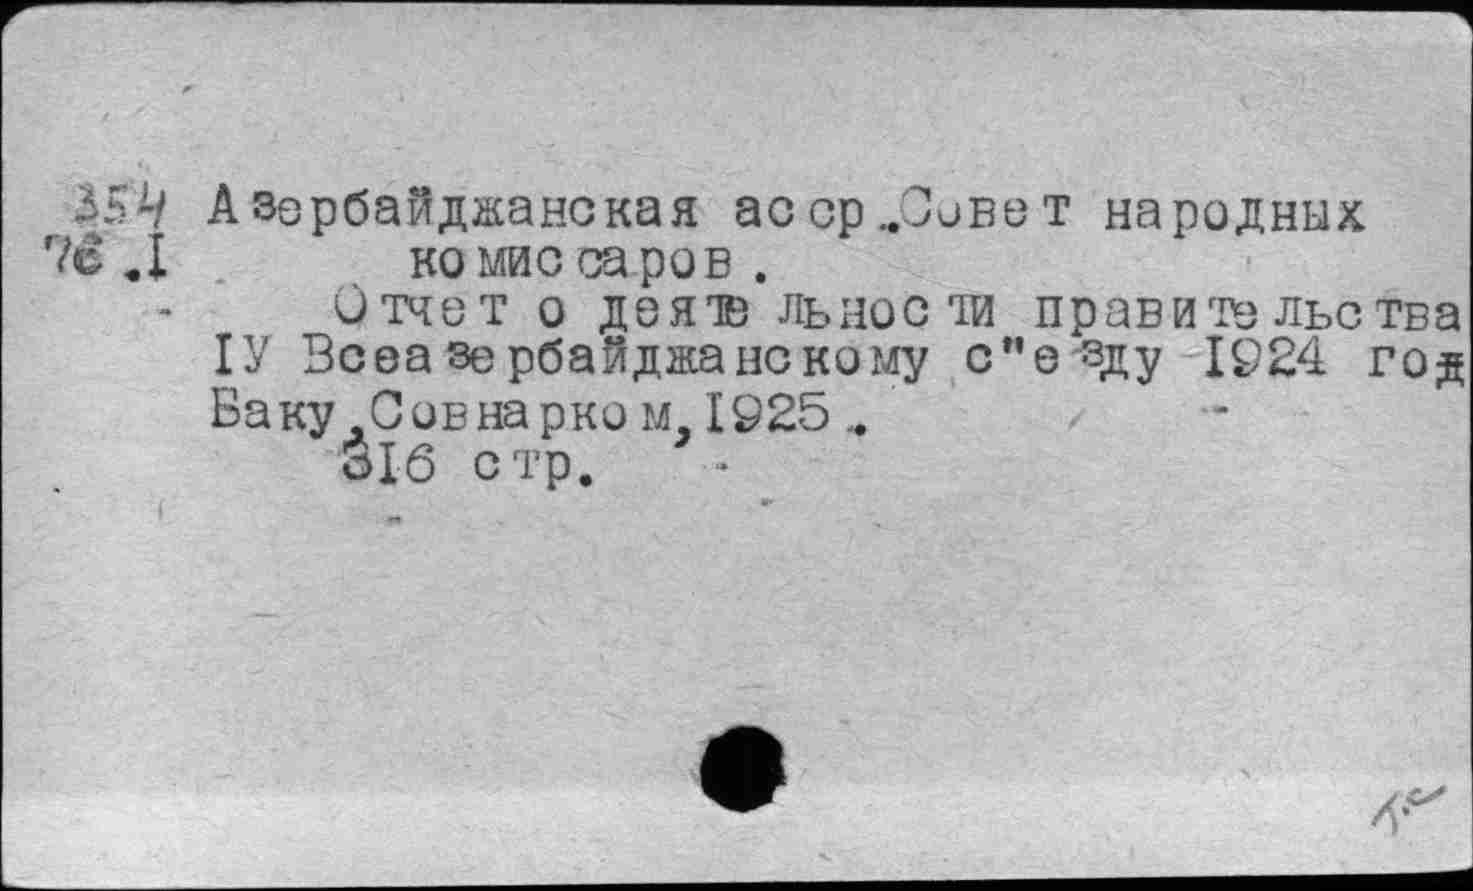 354 Азербайджанская асср..Совет народных
76.I комиссаров.
Отчет о деятельности правительства
IУ Всеазербайджанскому с"езду 1924 год
Баку,Совнарком,1925..
316 стр.